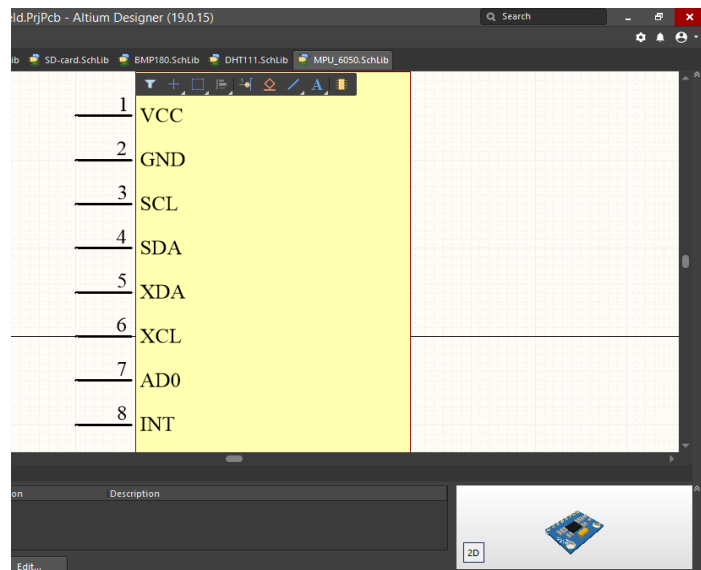 ld.PrjPcb - Altium Designer (19.0.15)
Search
ib SD-card.SchLib BMP180.SchLib DHT111.SchLib MPU_6050.SchLib
A
1 VCC
2 GND
3 SCL
4 SDA
5 XDA
6 XCL
7 AD0
8 INT
on Description
2D
Edit...